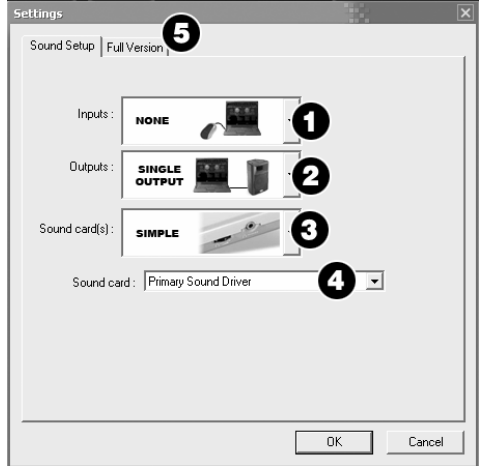 Settings
5
Sound Setup Full Version
Inputs : NONE 1
Outputs : SINGLE OUTPUT 2
Sound card(s) : SIMPLE 3
Sound card : Primary Sound Driver 4
OK Cancel